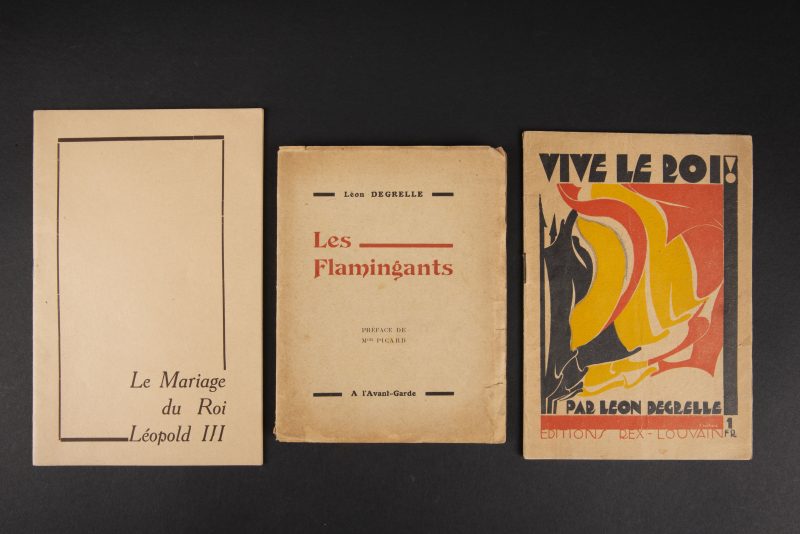 Le Mariage
du Roi
Léopold III
Léon DEGRELLE
Les
Flamingants
PRÉFACE DE
Mgr PICARD
A l'Avant-Garde
VIVE LE ROI!
PAR LEON DEGRELLE
EDITIONS REX-LOUVAIN
1
FR